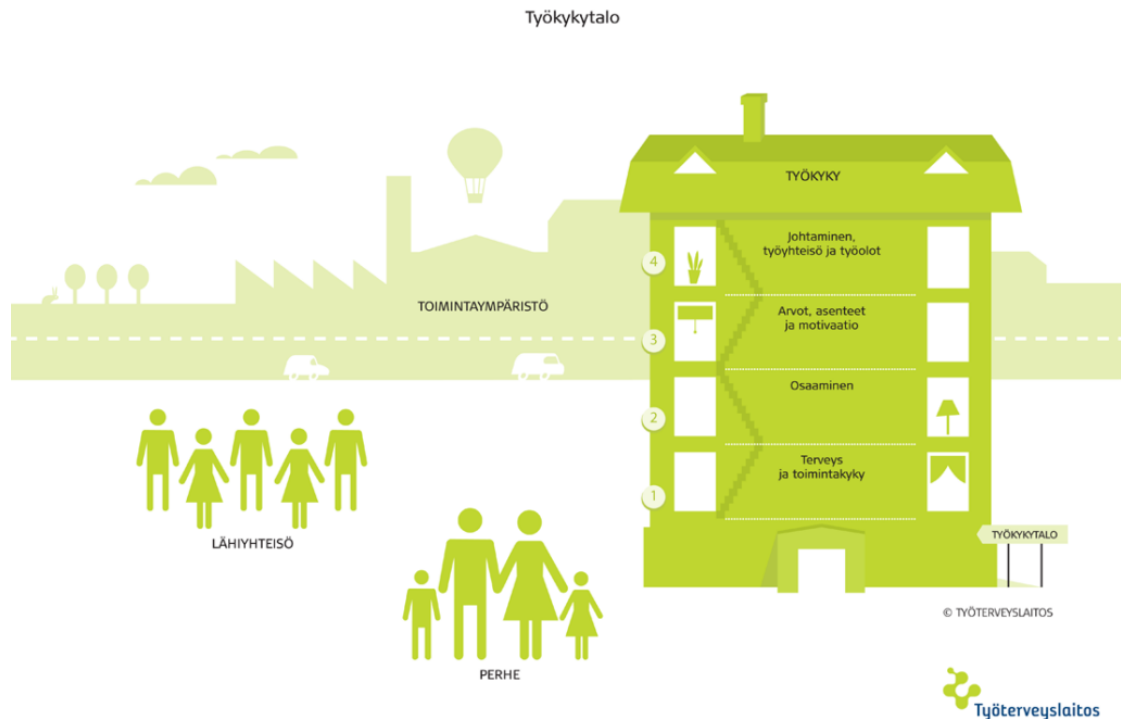 Työkykytalo
TYÖKYKY
Johtaminen,
työyhteisö ja työolot
4
TOIMINTAYMPÄRISTÖ
Arvot, asenteet
ja motivaatio
3
Osaaminen
2
Terveys
ja toimintakyky
1
LÄHIYHTEISÖ
TYÖKYKYTALO
© TYÖTERVEYSLAITOS
PERHE
Työterveyslaitos